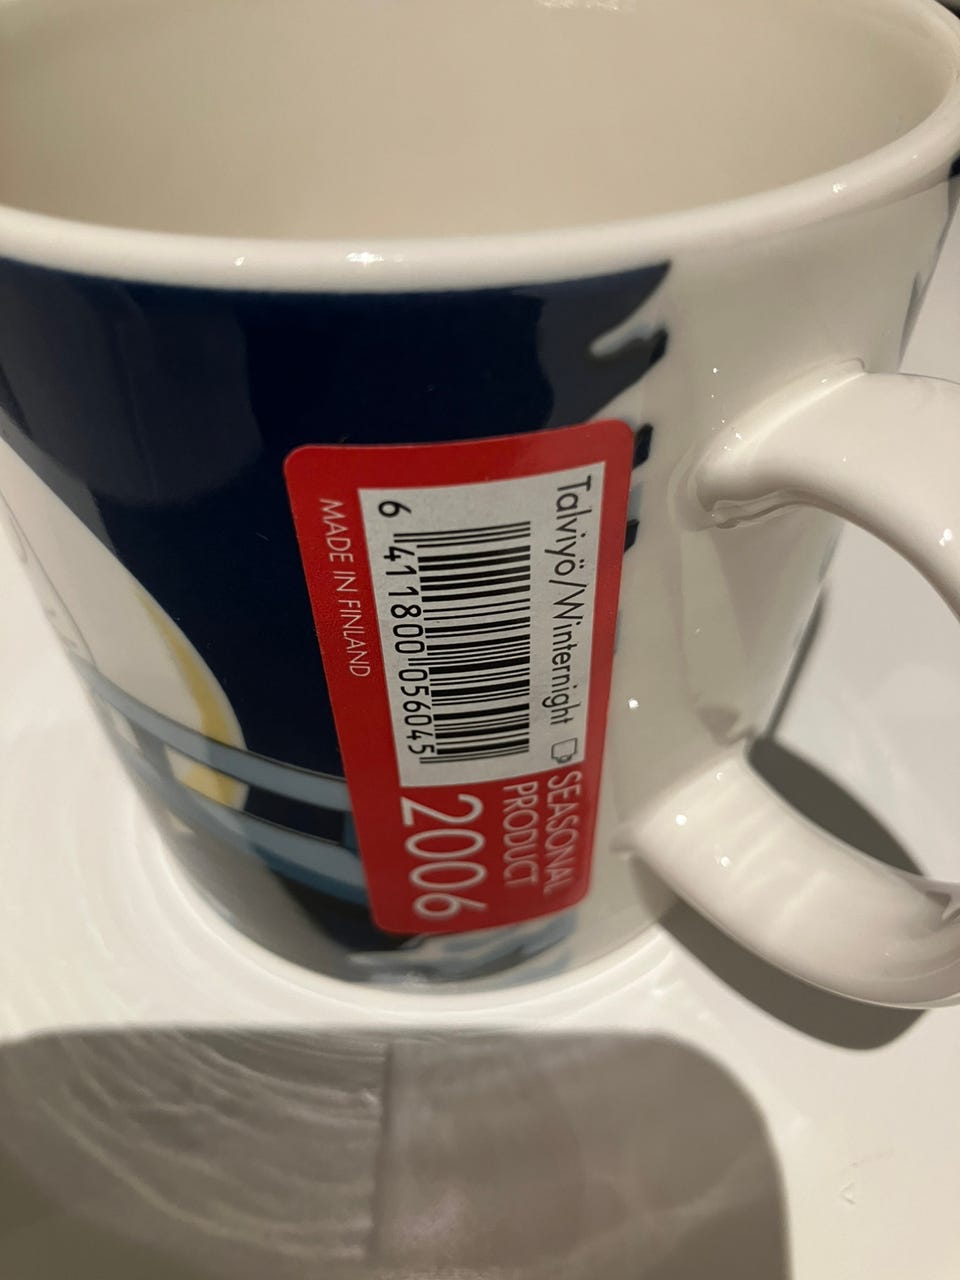 Talviyö/Winternight
6 411800 056045
MADE IN FINLAND
SEASONAL
PRODUCT
2006